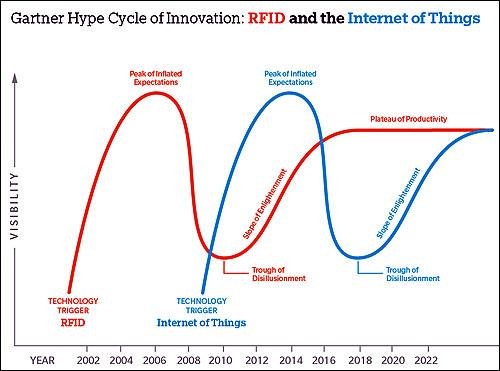 Gartner Hype Cycle of Innovation: RFID and the Internet of Things
Peak of Inflated
Expectations
Peak of Inflated
Expectations
Plateau of Productivity
VISIBILITY
Slope of Enlightenment
Slope of Enlightenment
Trough of
Disillusionment
Trough of
Disillusionment
TECHNOLOGY
TRIGGER
RFID
TECHNOLOGY
TRIGGER
Internet of Things
YEAR 2002 2004 2006 2008 2010 2012 2014 2016 2018 2020 2022